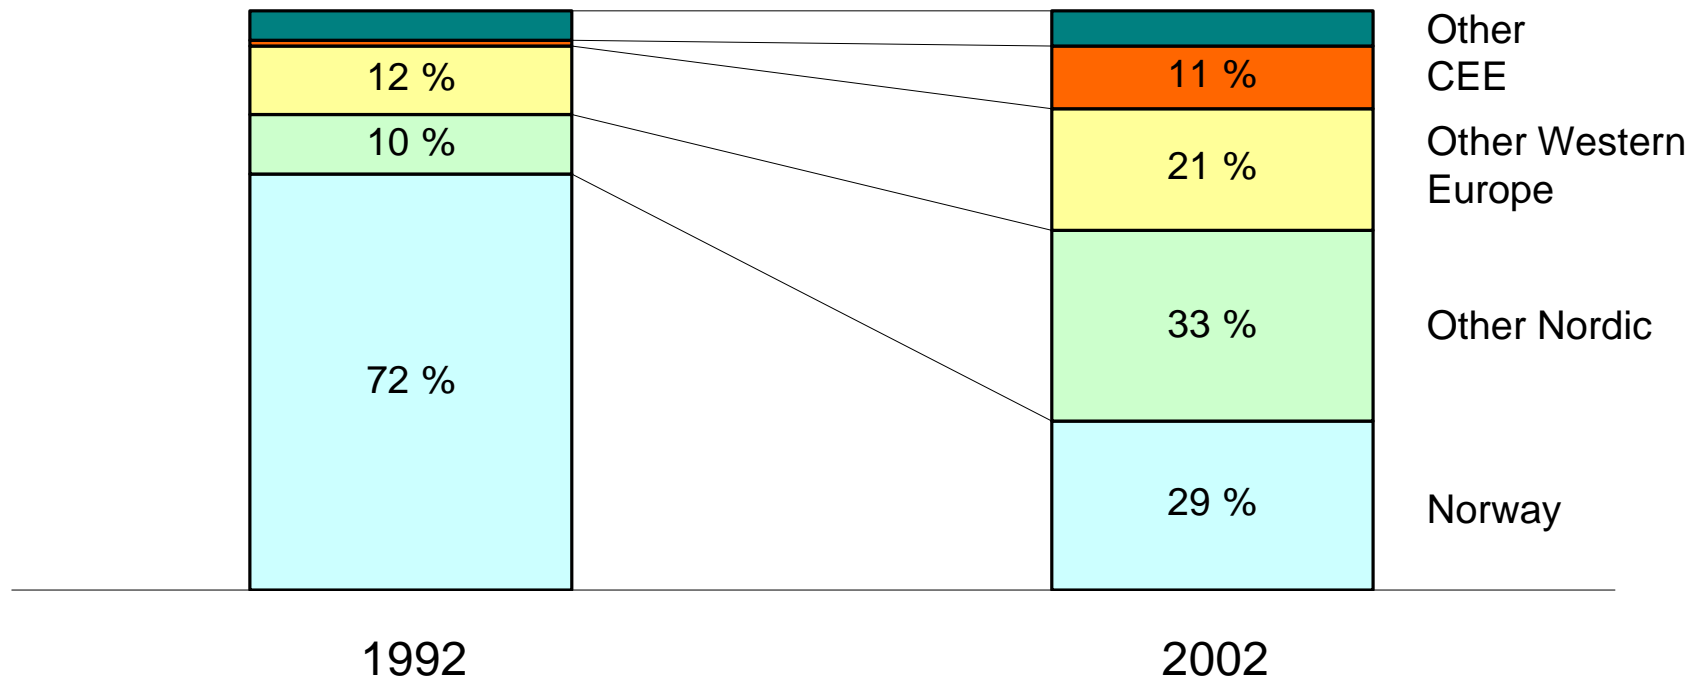 Other
CEE
12 %
11 %
10 %
21 %
Other Western
Europe
33 %
Other Nordic
72 %
29 %
Norway
1992
2002